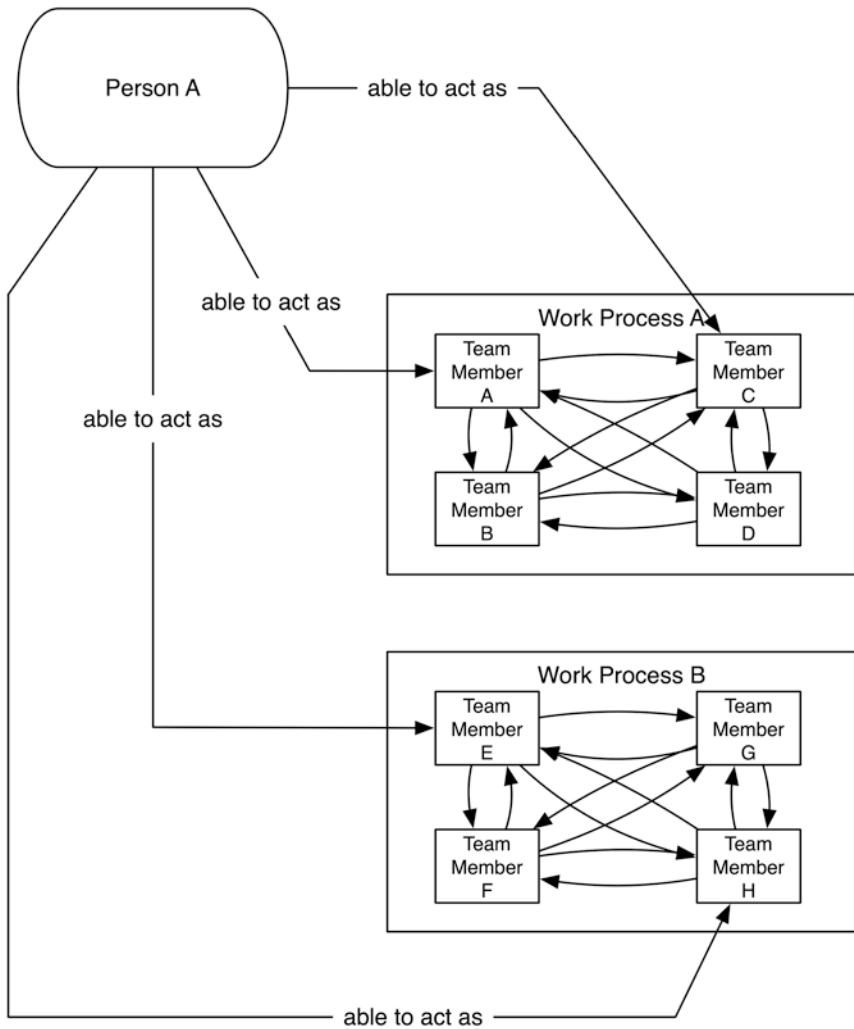 Person A
able to act as
able to act as
able to act as
Work Process A
Team
Member
A
Team
Member
C
Team
Member
B
Team
Member
D
Work Process B
Team
Member
E
Team
Member
G
Team
Member
F
Team
Member
H
able to act as